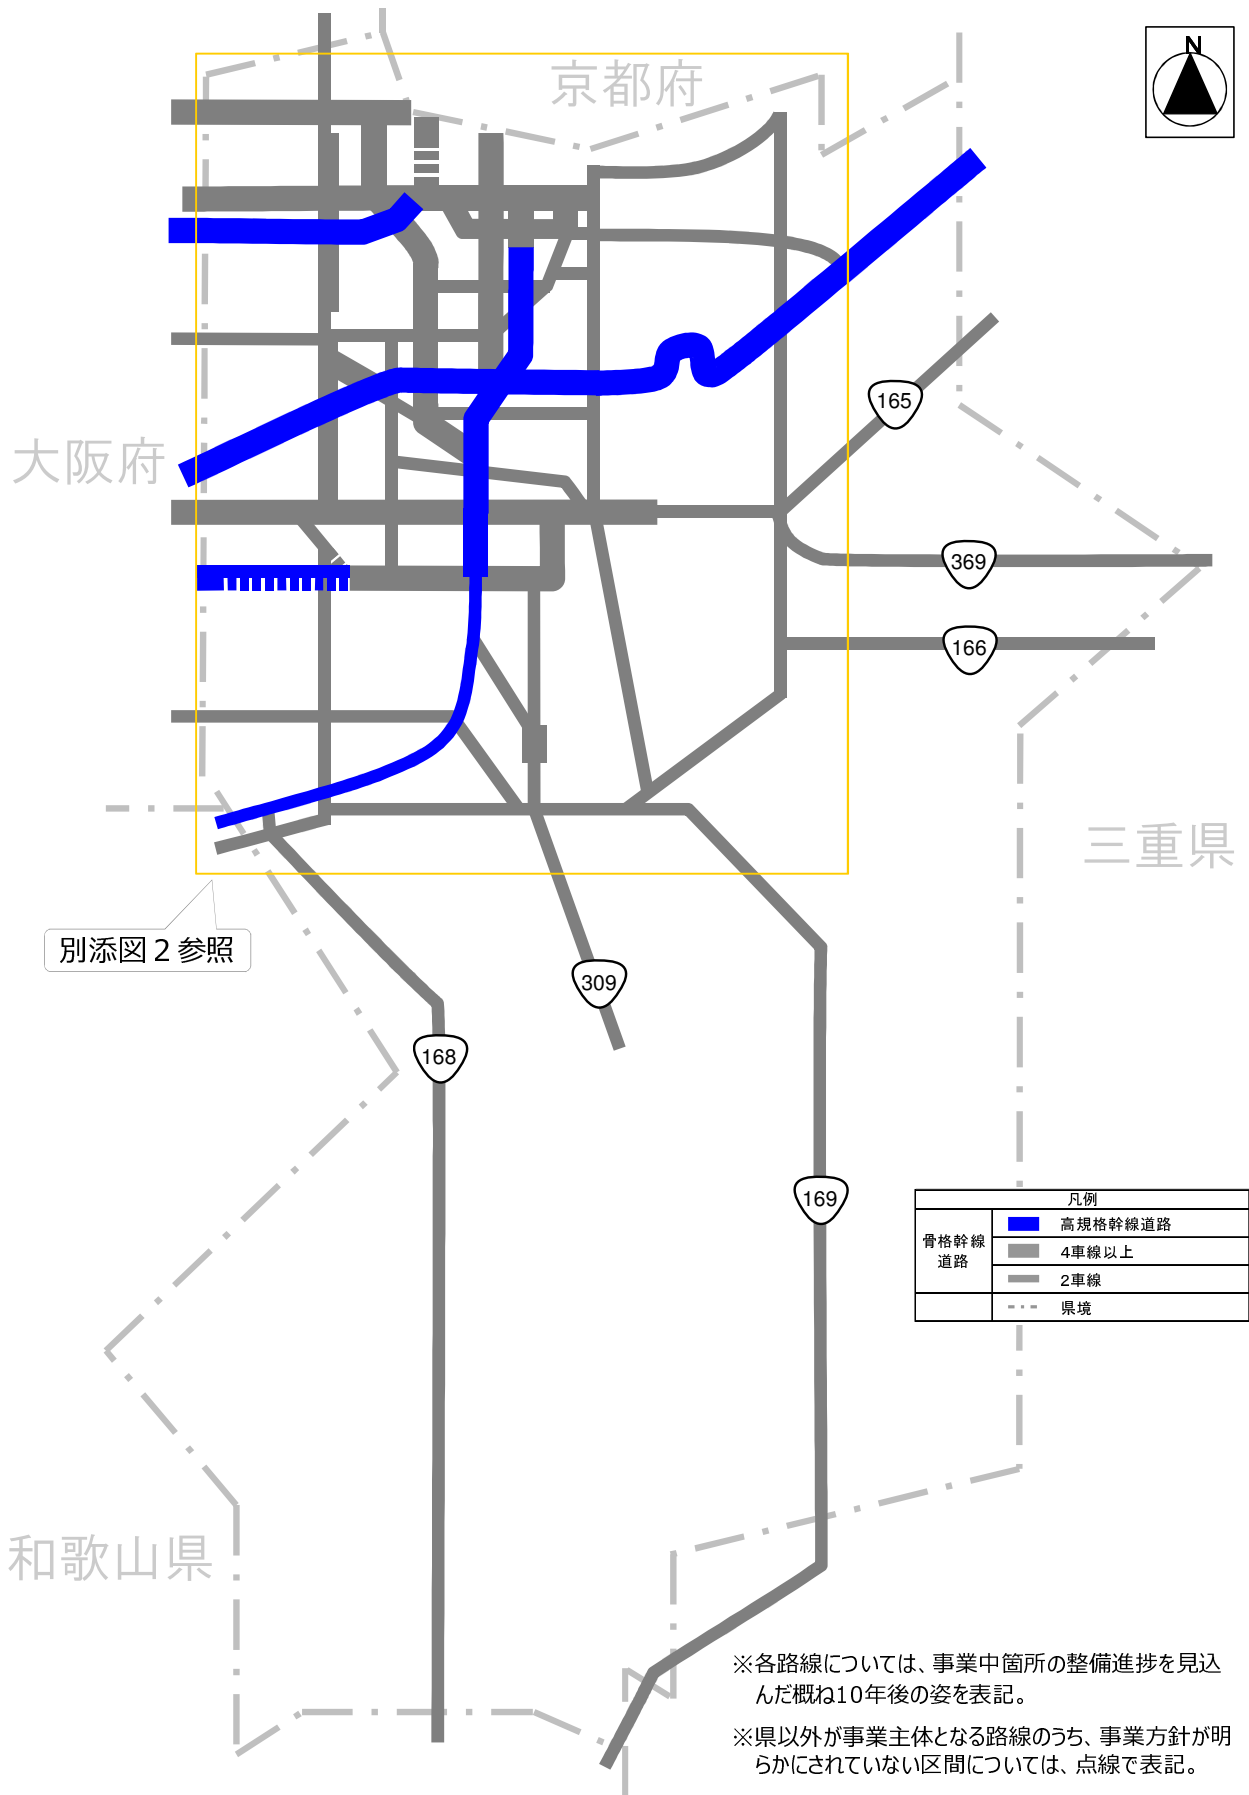 N
京都府
大阪府
165
369
166
三重県
別添図２参照
309
168
169
凡例
骨格幹線
道路
高規格幹線道路
4車線以上
2車線
県境
和歌山県
※各路線については、事業中箇所の整備進捗を見込
んだ概ね10年後の姿を表記。
※県以外が事業主体となる路線のうち、事業方針が明
らかにされていない区間については、点線で表記。